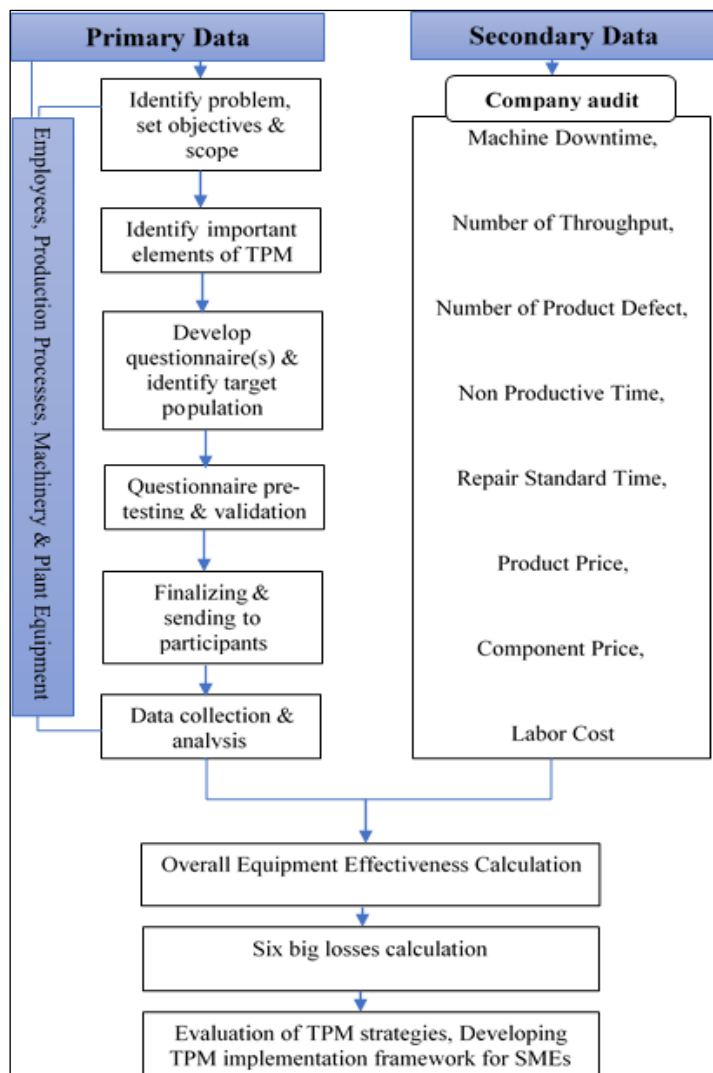 Primary Data
Identify problem,
set objectives &
scope
Identify important
elements of TPM
Develop
questionnaire(s) &
identify target
population
Questionnaire pre-
testing & validation
Finalizing &
sending to
participants
Data collection &
analysis
Employees, Production Processes, Machinery & Plant Equipment
Secondary Data
Company audit
Machine Downtime,
Number of Throughput,
Number of Product Defect,
Non Productive Time,
Repair Standard Time,
Product Price,
Component Price,
Labor Cost
Overall Equipment Effectiveness Calculation
Six big losses calculation
Evaluation of TPM strategies, Developing
TPM implementation framework for SMEs